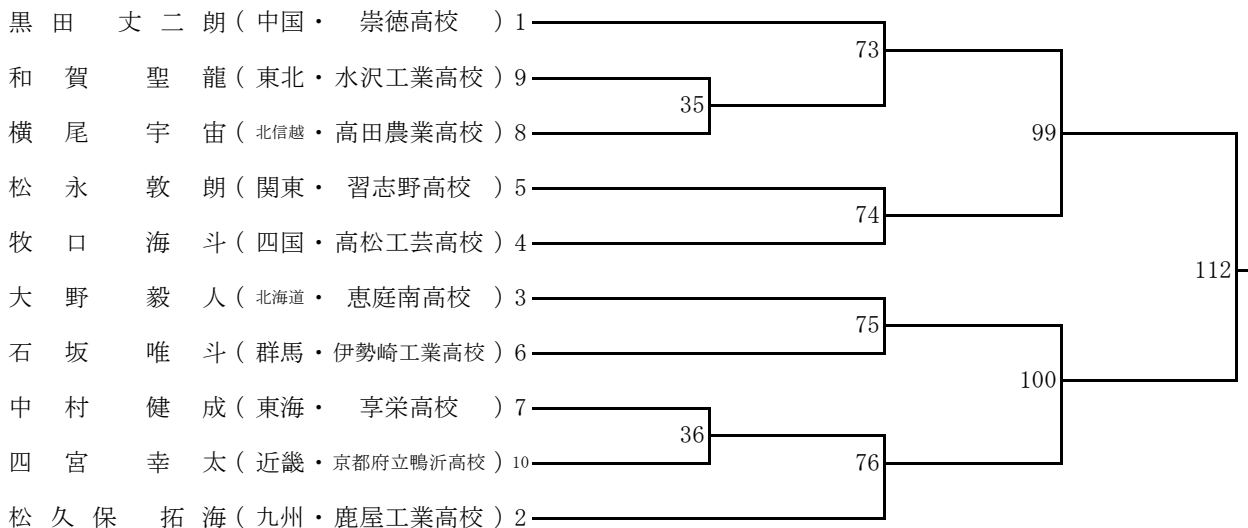 黒田 丈二朗 ( 中国・ 崇徳高校 ) 1
73
和賀 聖龍 ( 東北・水沢工業高校 ) 9
35
横尾 宇宙 ( 北信越・高田農業高校 ) 8
99
松永 敦朗 ( 関東・ 習志野高校 ) 5
74
牧口 海斗 ( 四国・高松工芸高校 ) 4
112
大野 毅人 ( 北海道・ 恵庭南高校 ) 3
75
石坂 唯斗 ( 群馬・伊勢崎工業高校 ) 6
100
中村 健成 ( 東海・ 享栄高校 ) 7
36
四宮 幸太 ( 近畿・京都府立鴨沂高校 ) 10
76
松久保 拓海 ( 九州・鹿屋工業高校 ) 2